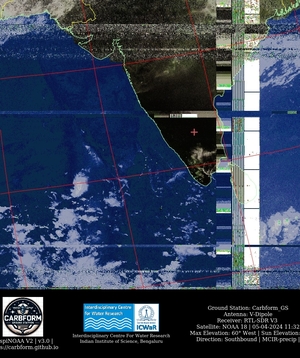 CARBFORM
spiNOAA V2 | v3.0 |
s://carbform.github.io
Interdisciplinary Centre
for Water Research
ICWaR
Interdisciplinary Centre For Water Research
Indian Institute of Science, Bengaluru
Ground Station: Carbform_GS
Antenna: V-Dipole
Receiver: RTL-SDR V3
Satellite: NOAA 18 | 05-04-2024 11:32
Max Elevation: 60° West | Sun Elevation:
Direction: Southbound | MCIR-precip